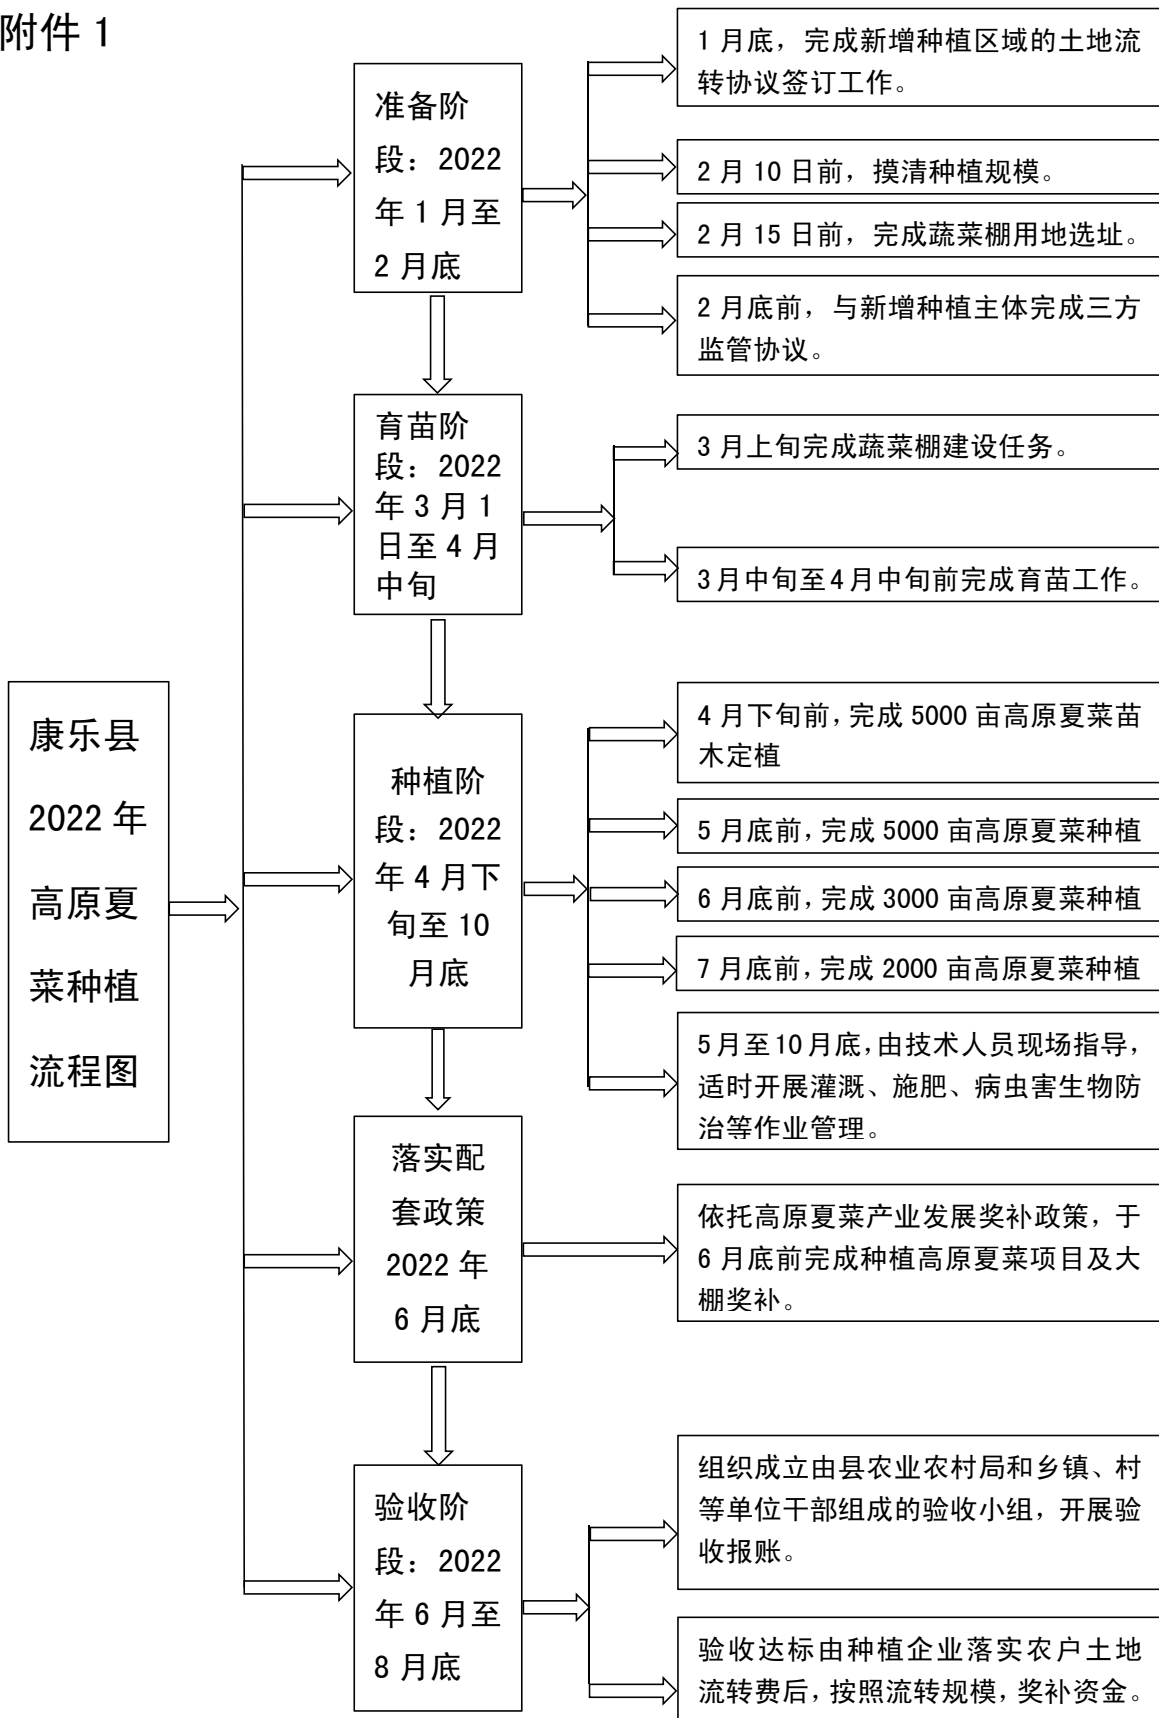 附件 1
康乐县
2022 年
高原夏
菜种植
流程图
准备阶
段：2022
年 1 月至
2 月底
1 月底，完成新增种植区域的土地流
转协议签订工作。
2 月 10 日前，摸清种植规模。
2 月 15 日前，完成蔬菜棚用地选址。
2 月底前，与新增种植主体完成三方
监管协议。
育苗阶
段：2022
年 3 月 1
日至 4 月
中旬
3 月上旬完成蔬菜棚建设任务。
3月中旬至4月中旬前完成育苗工作。
种植阶
段：2022
年 4 月下
旬至 10
月底
4 月下旬前，完成 5000 亩高原夏菜苗
木定植
5 月底前，完成 5000 亩高原夏菜种植
6 月底前，完成 3000 亩高原夏菜种植
7 月底前，完成 2000 亩高原夏菜种植
5月至10月底，由技术人员现场指导，
适时开展灌溉、施肥、病虫害生物防
治等作业管理。
落实配
套政策
2022 年
6 月底
依托高原夏菜产业发展奖补政策，于
6 月底前完成种植高原夏菜项目及大
棚奖补。
验收阶
段：2022
年 6 月至
8 月底
组织成立由县农业农村局和乡镇、村
等单位干部组成的验收小组，开展验
收报账。
验收达标由种植企业落实农户土地
流转费后，按照流转规模，奖补资金。